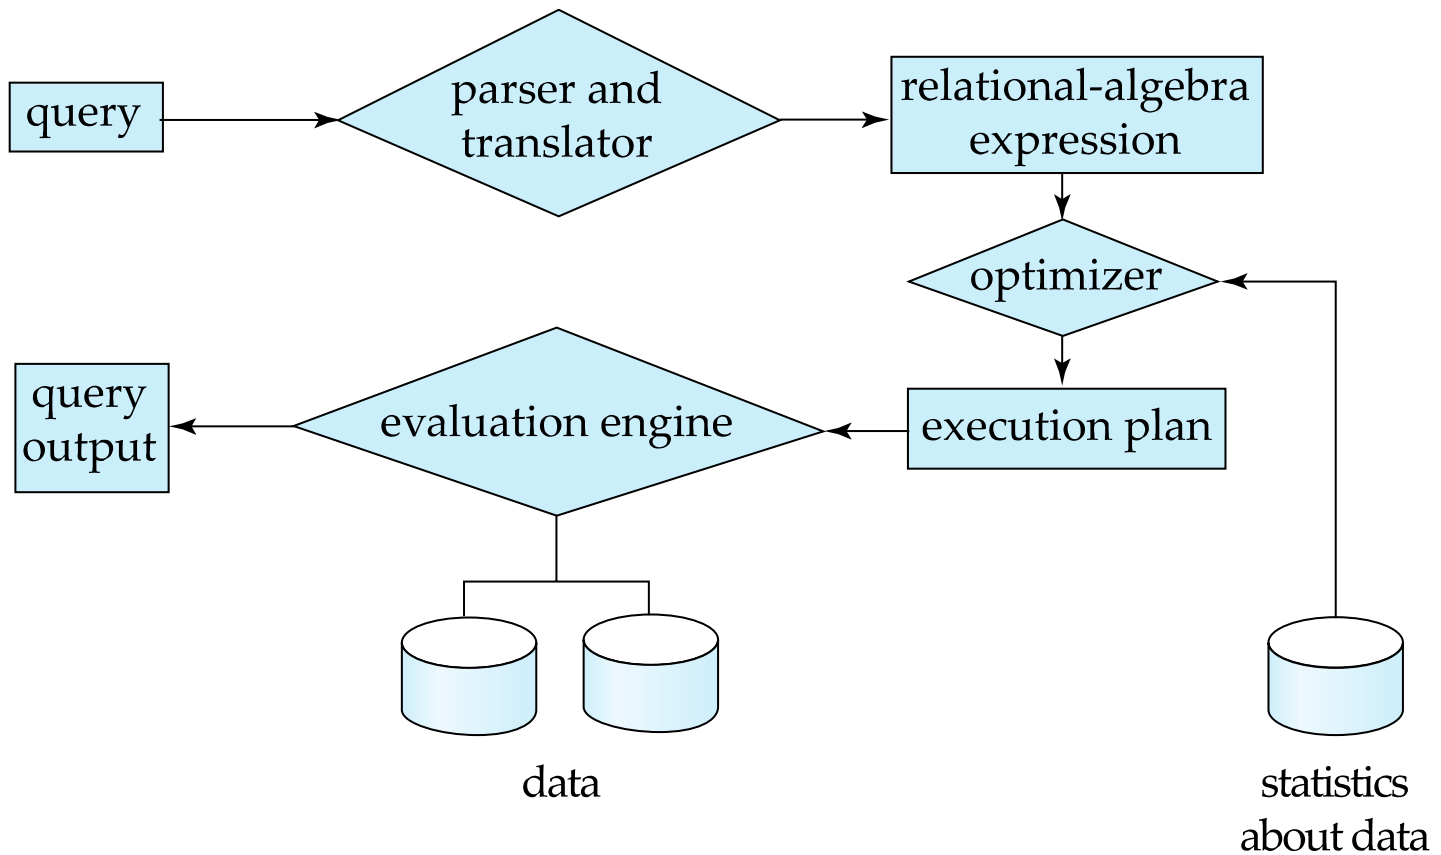 query
parser and
translator
relational-algebra
expression
optimizer
query
output
evaluation engine
execution plan
data
statistics
about data